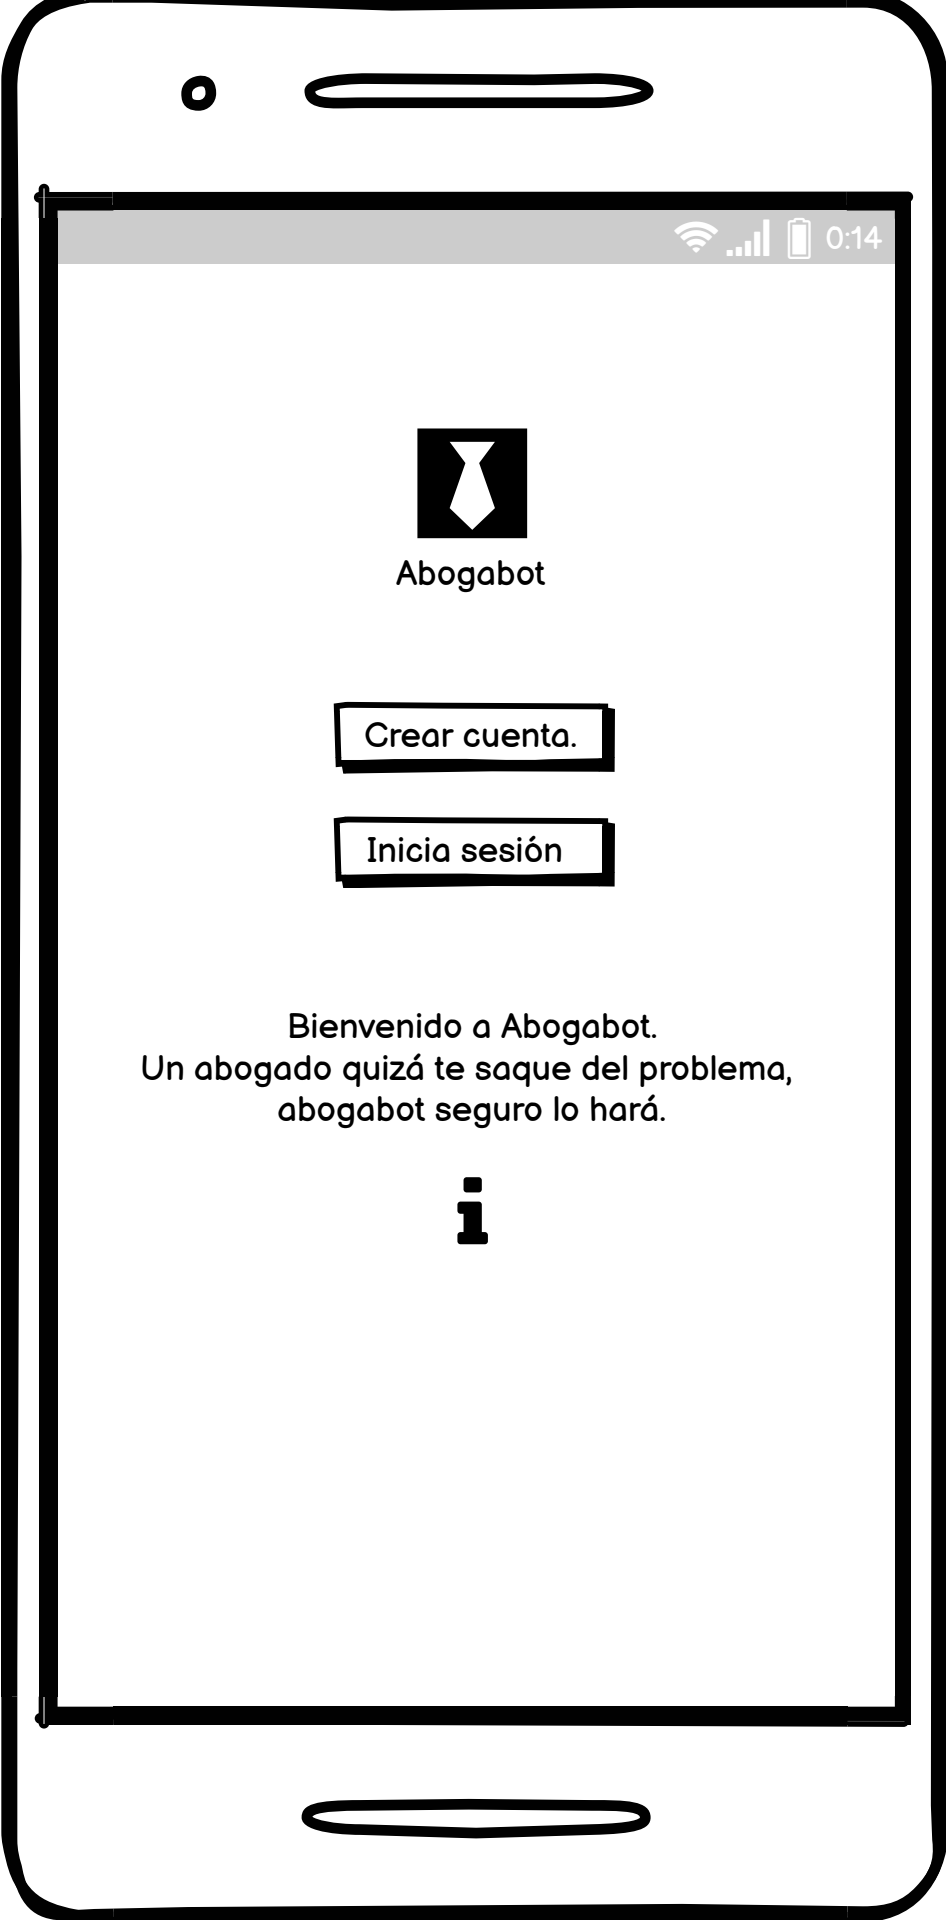 0:14
Abogabot
Crear cuenta.
Inicia sesión
Bienvenido a Abogabot.
Un abogado quizá te saque del problema,
abogabot seguro lo hará.
i